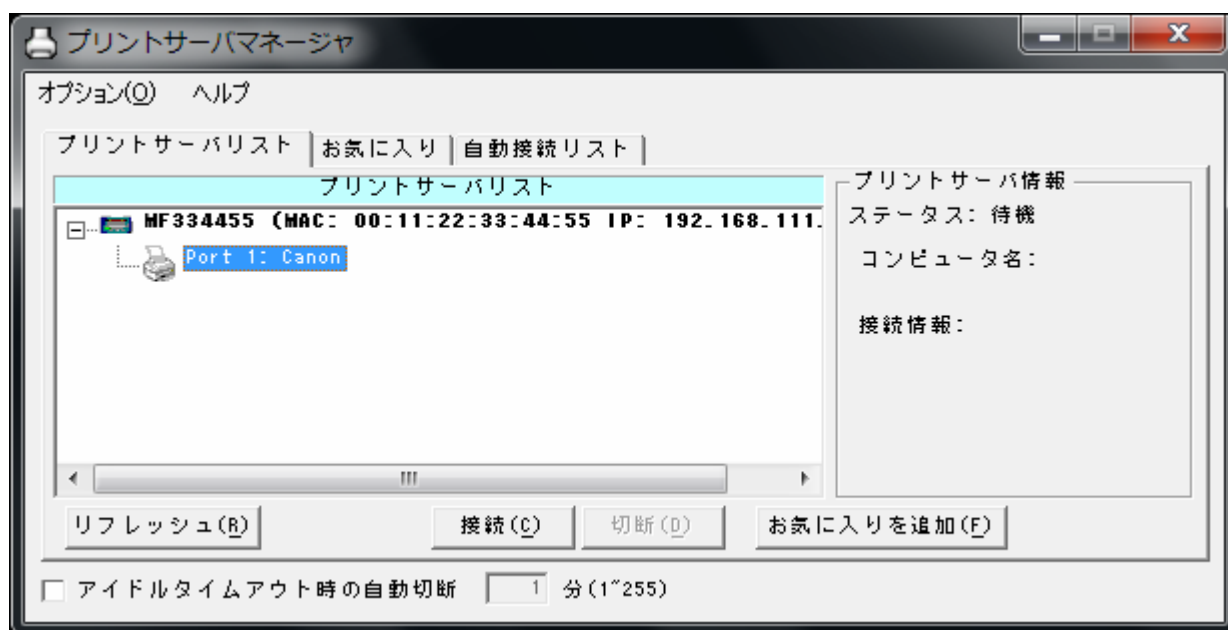 プリントサーバマネージャ
オプション(O) ヘルプ
プリントサーバリスト お気に入り 自動接続リスト
プリントサーバリスト
MF334455 (MAC: 00:11:22:33:44:55 IP: 192.168.111.
Port 1: Canon
プリントサーバ情報
ステータス: 待機
コンピュータ名:
接続情報:
リフレッシュ(R) 接続(C) 切断(D) お気に入りを追加(F)
アイドルタイムアウト時の自動切断 1 分(1~255)